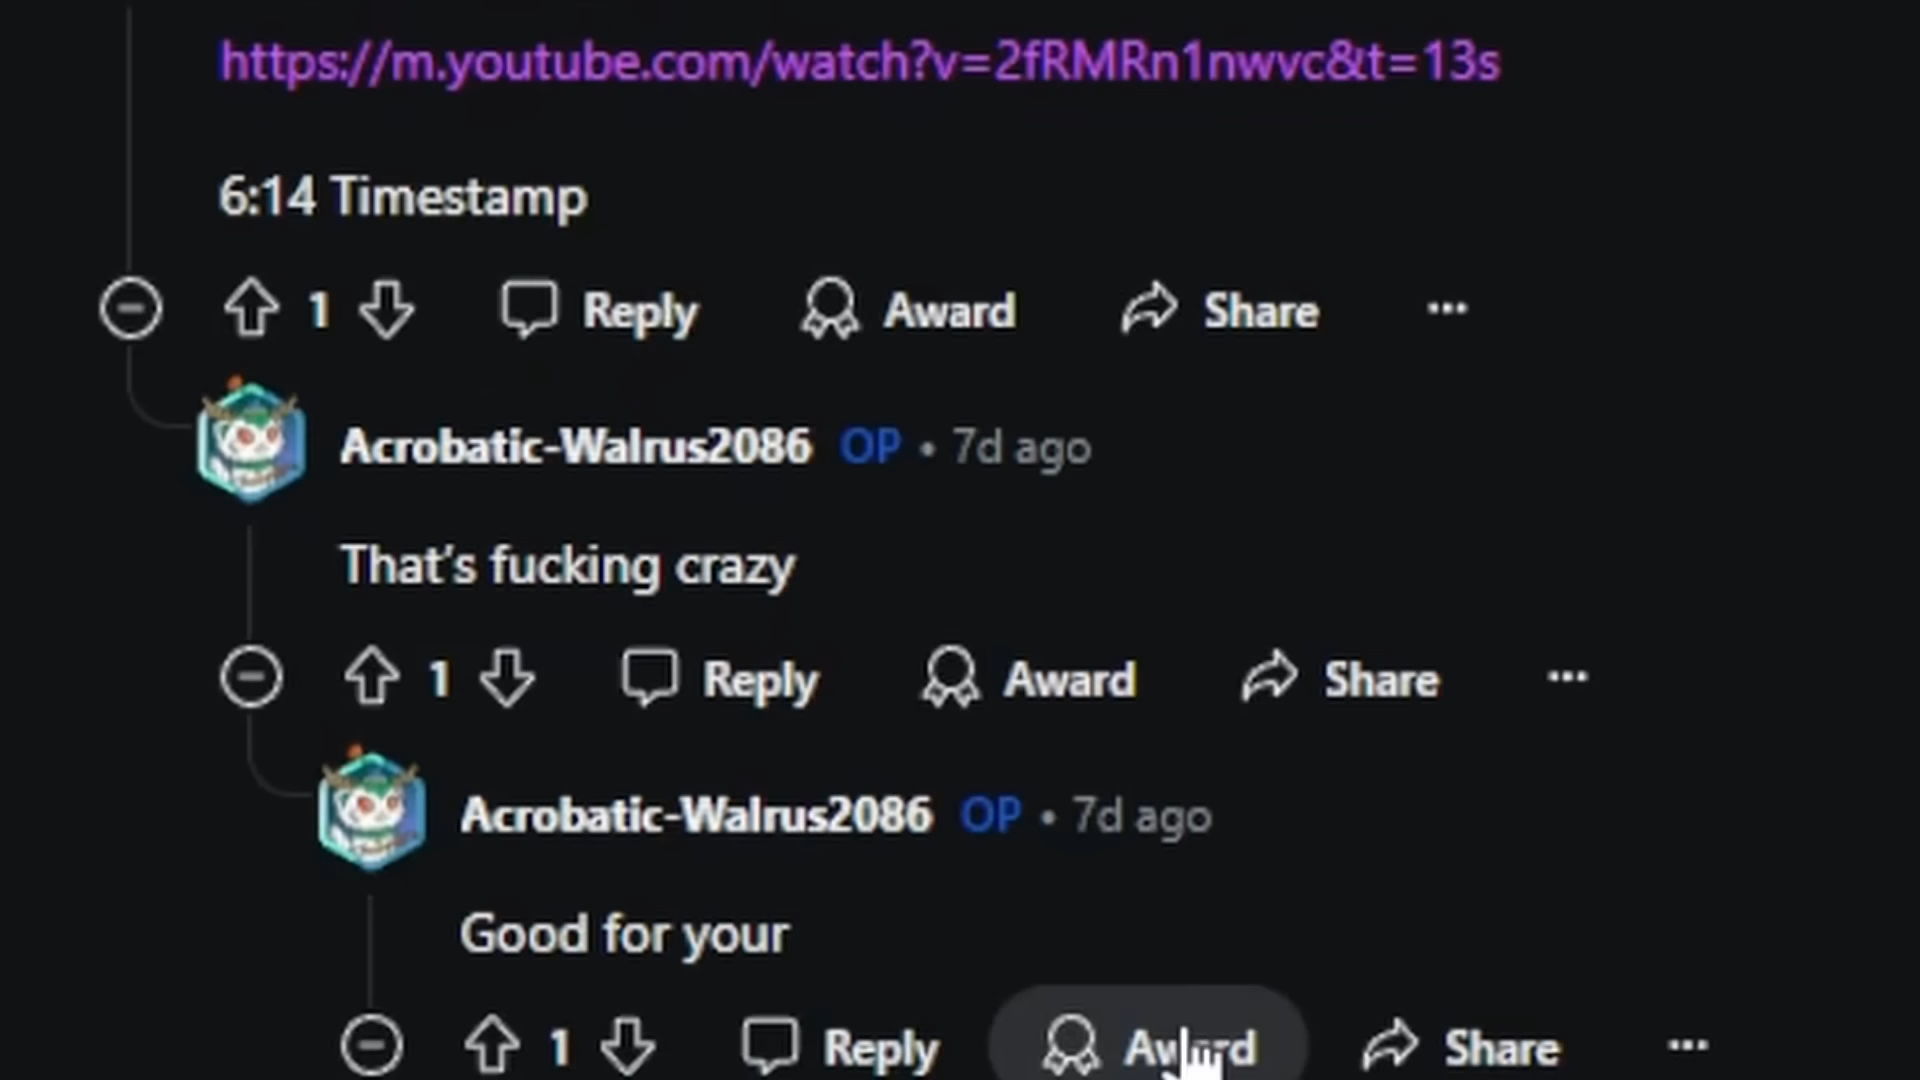 https://m.youtube.com/watch?v=2fRMRn1nwvc&t=13s
6:14 Timestamp
1 Reply Award Share ...
Acrobatic-Walrus2086 OP • 7d ago
That's fucking crazy
1 Reply Award Share ...
Acrobatic-Walrus2086 OP • 7d ago
Good for your
1 Reply Award Share ...